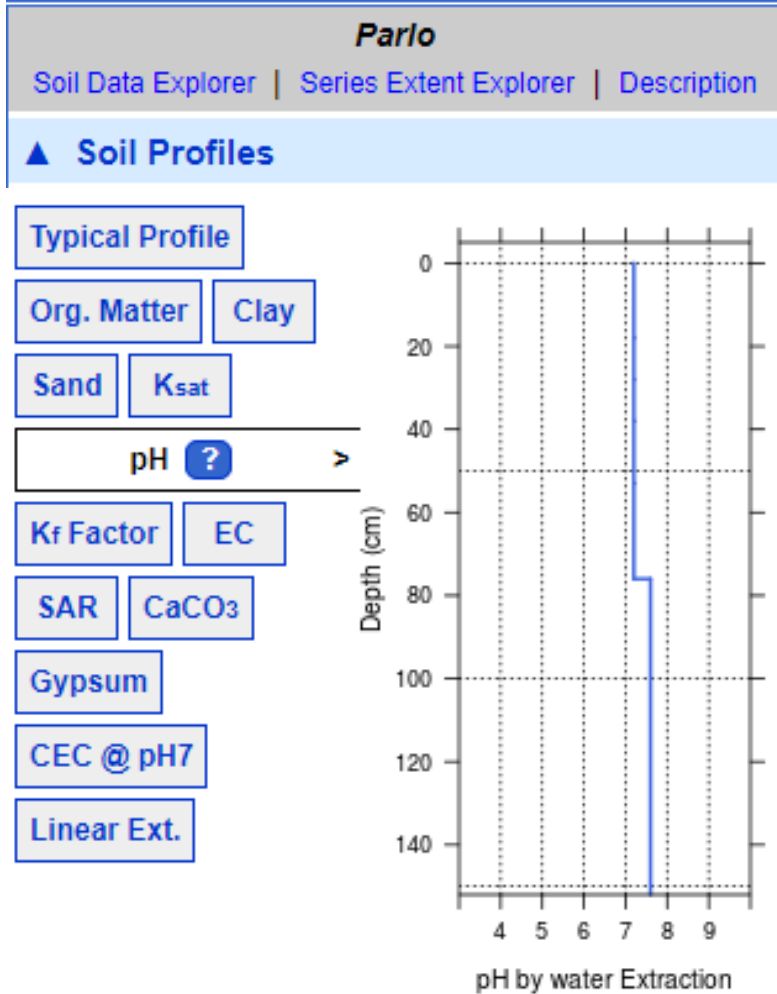 Parlo
Soil Data Explorer | Series Extent Explorer | Description
▲ Soil Profiles
Typical Profile
Org. Matter Clay
Sand Ksat
pH ? >
Kf Factor EC
SAR CaCO3
Gypsum
CEC @ pH7
Linear Ext.
Depth (cm)
0
20
40
60
80
100
120
140
4 5 6 7 8 9
pH by water Extraction